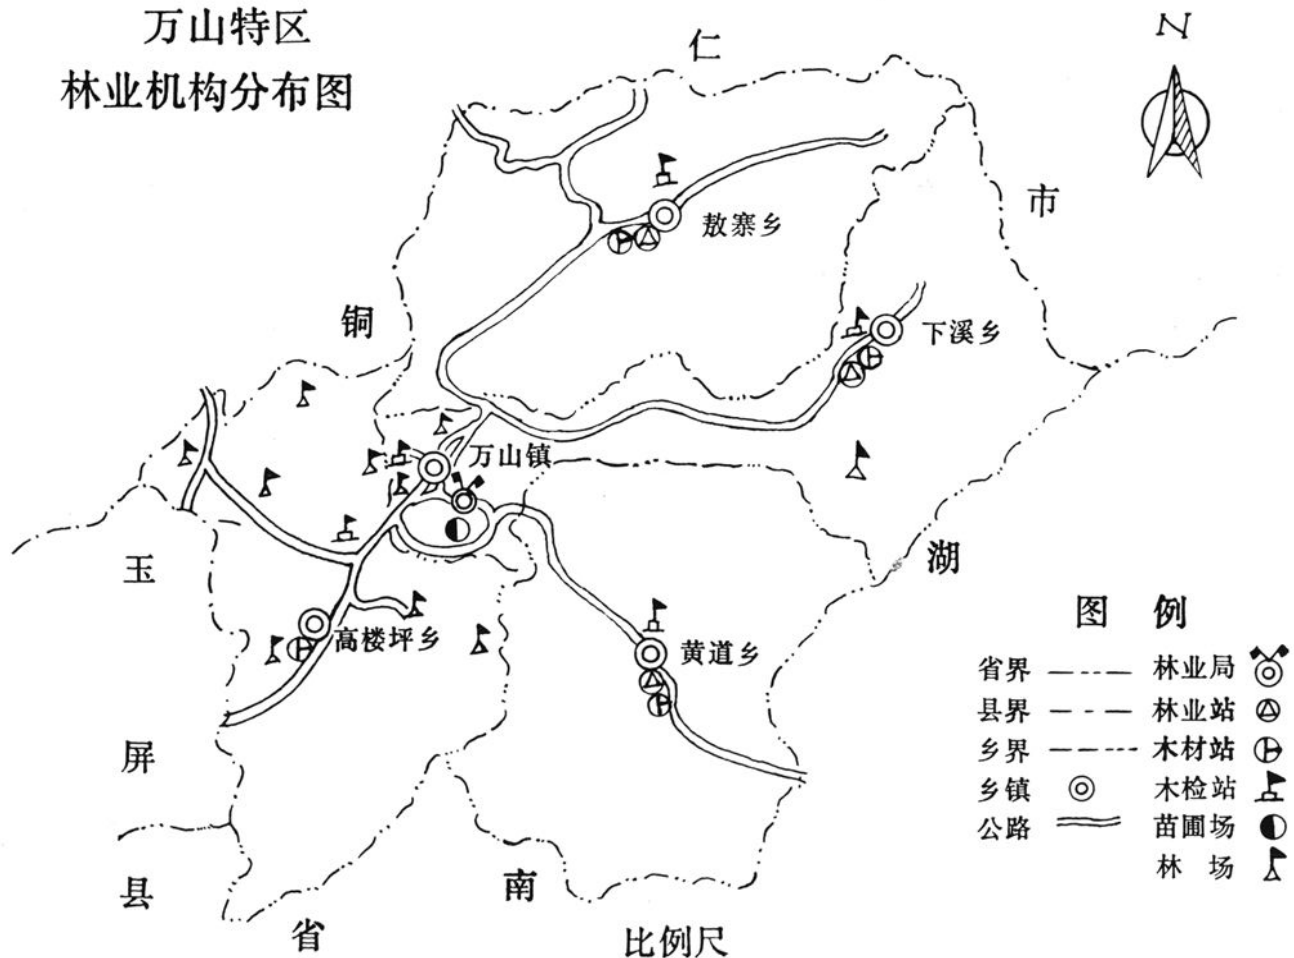 万山特区
林业机构分布图
N
仁
市
敖寨乡
铜
下溪乡
万山镇
玉
湖
高楼坪乡
黄道乡
屏
县
南
省
比例尺
图 例
省界
林业局
县界
林业站
乡界
木材站
乡镇
木检站
公路
苗圃场
林 场